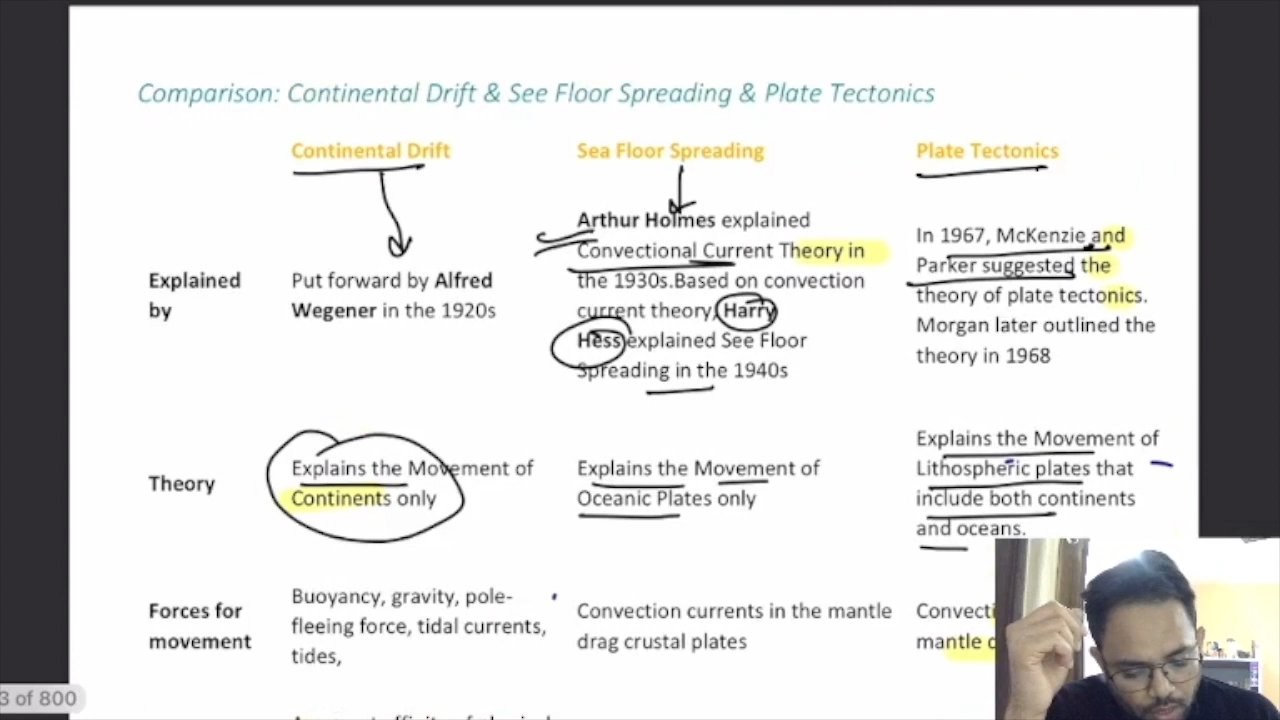 Comparison: Continental Drift & See Floor Spreading & Plate Tectonics
Continental Drift
Sea Floor Spreading
Plate Tectonics
Explained
by
Put forward by Alfred
Wegener in the 1920s
Arthur Holmes explained
Convectional Current Theory in
the 1930s.Based on convection
current theory, Harry
Hess explained See Floor
Spreading in the 1940s
In 1967, McKenzie and
Parker suggested the
theory of plate tectonics.
Morgan later outlined the
theory in 1968
Theory
Explains the Movement of
Continents only
Explains the Movement of
Oceanic Plates only
Explains the Movement of
Lithospheric plates that
include both continents
and oceans.
Forces for
movement
Buoyancy, gravity, pole-
fleeing force, tidal currents,
tides,
Convection currents in the mantle
drag crustal plates
mantle
3 of 800